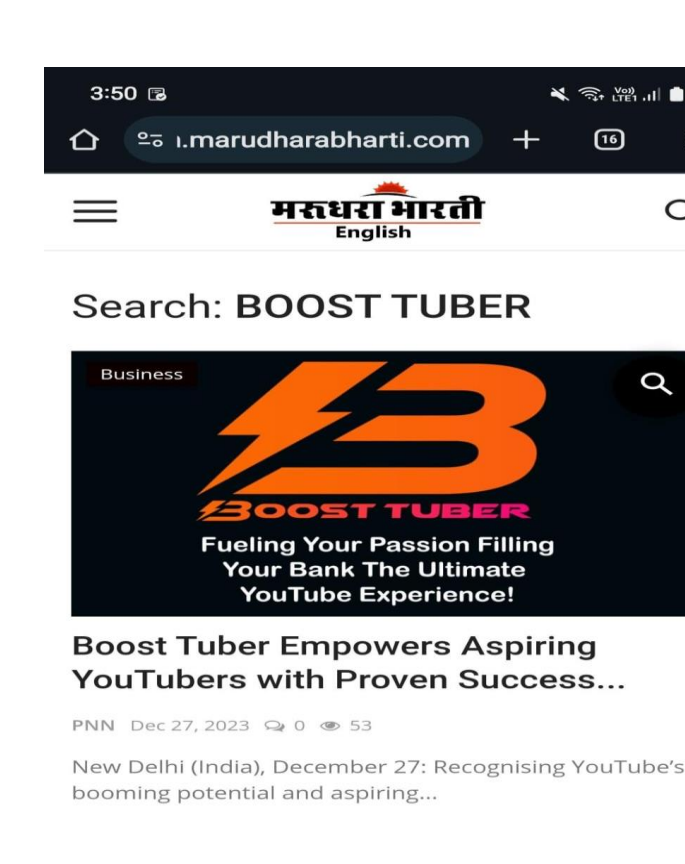 3:50
Vo))
LTE1
ı.marudharabharti.com
16
मरुधरा भारती
English
Search: BOOST TUBER
Business
BOOST TUBER
Fueling Your Passion Filling
Your Bank The Ultimate
YouTube Experience!
Boost Tuber Empowers Aspiring
YouTubers with Proven Success...
PNN Dec 27, 2023 0 53
New Delhi (India), December 27: Recognising YouTube's
booming potential and aspiring...